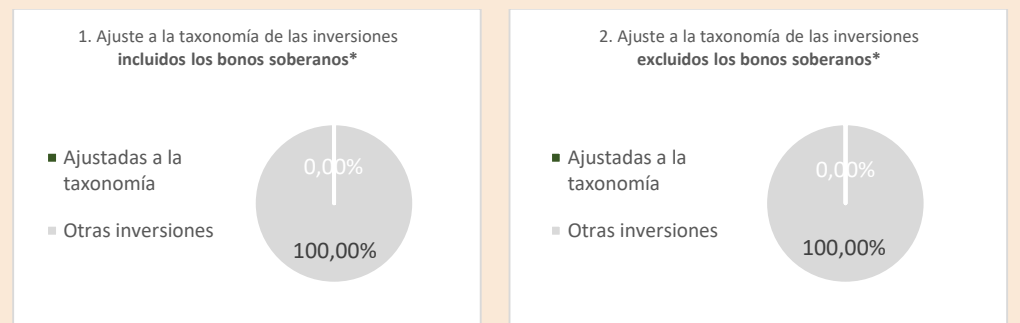 1. Ajuste a la taxonomía de las inversiones
incluidos los bonos soberanos*
Ajustadas a la
taxonomía
Otras inversiones
0,00%
100,00%
2. Ajuste a la taxonomía de las inversiones
excluidos los bonos soberanos*
Ajustadas a la
taxonomía
Otras inversiones
0,00%
100,00%